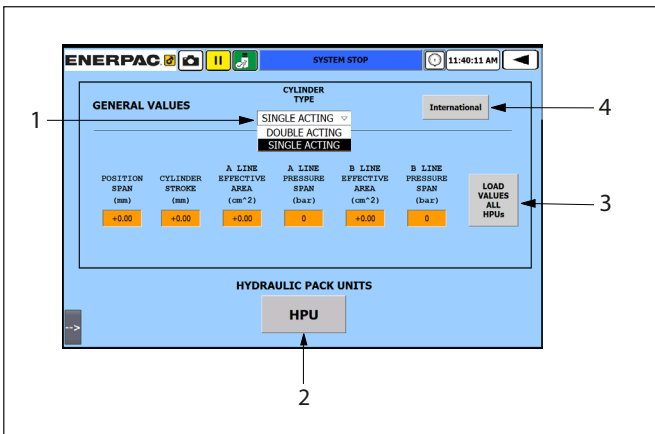 ENERPAC
SYSTEM STOP
11:40:11 AM
GENERAL VALUES
CYLINDER
TYPE
International
SINGLE ACTING
DOUBLE ACTING
SINGLE ACTING
1
4
POSITION
SPAN
(mm)
+0.00
CYLINDER
STROKE
(mm)
+0.00
A LINE
EFFECTIVE
AREA
(cm^2)
+0.00
A LINE
PRESSURE
SPAN
(bar)
0
B LINE
EFFECTIVE
AREA
(cm^2)
+0.00
B LINE
PRESSURE
SPAN
(bar)
0
LOAD
VALUES
ALL
HPUs
3
HYDRAULIC PACK UNITS
HPU
-->
2